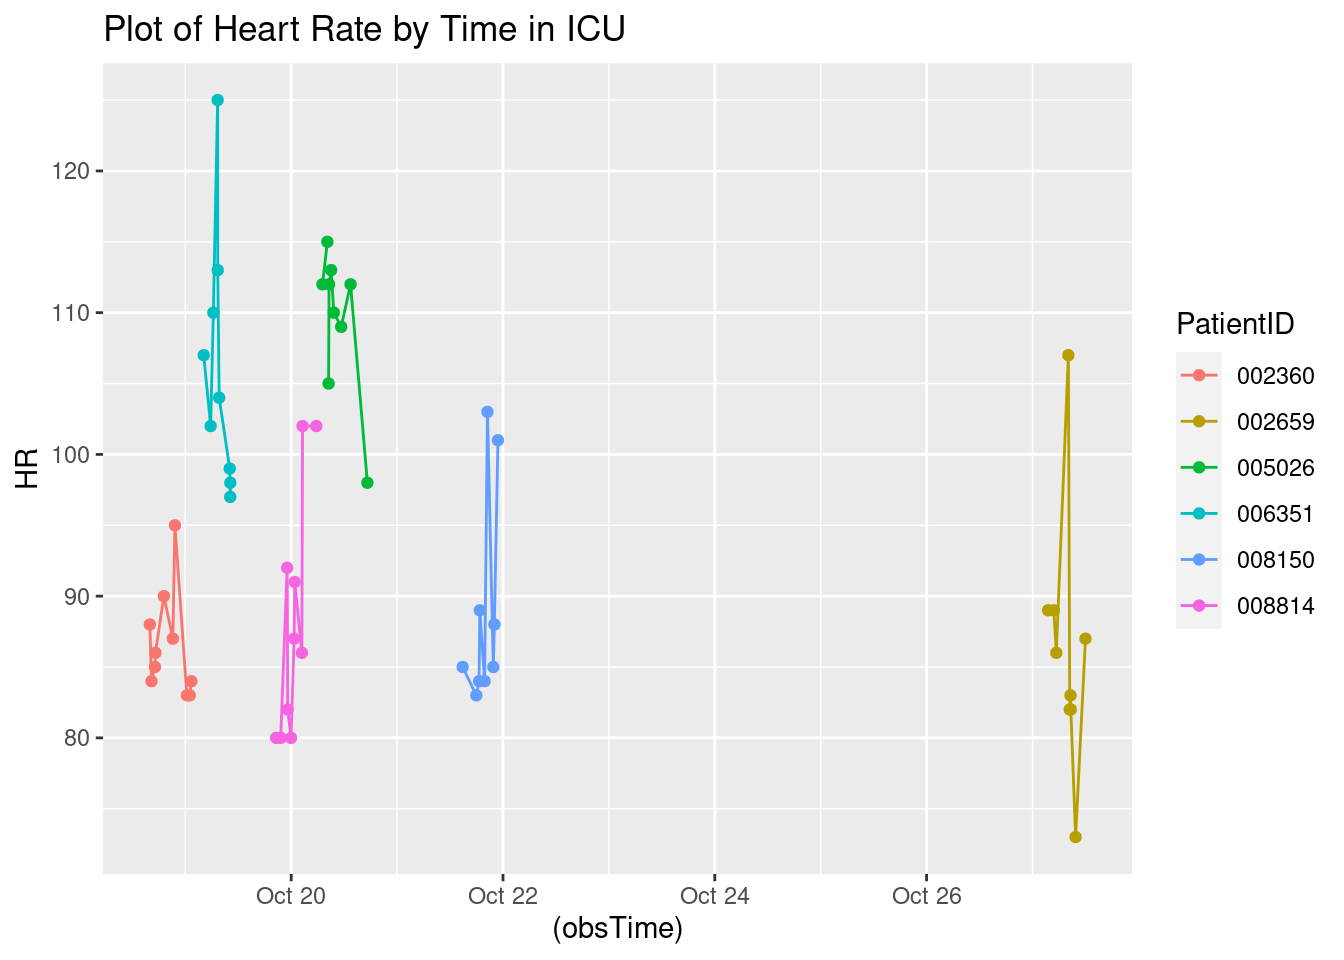 Plot of Heart Rate by Time in ICU
120
110
100
90
80
HR
Oct 20 Oct 22 Oct 24 Oct 26
(obsTime)
PatientID
002360
002659
005026
006351
008150
008814